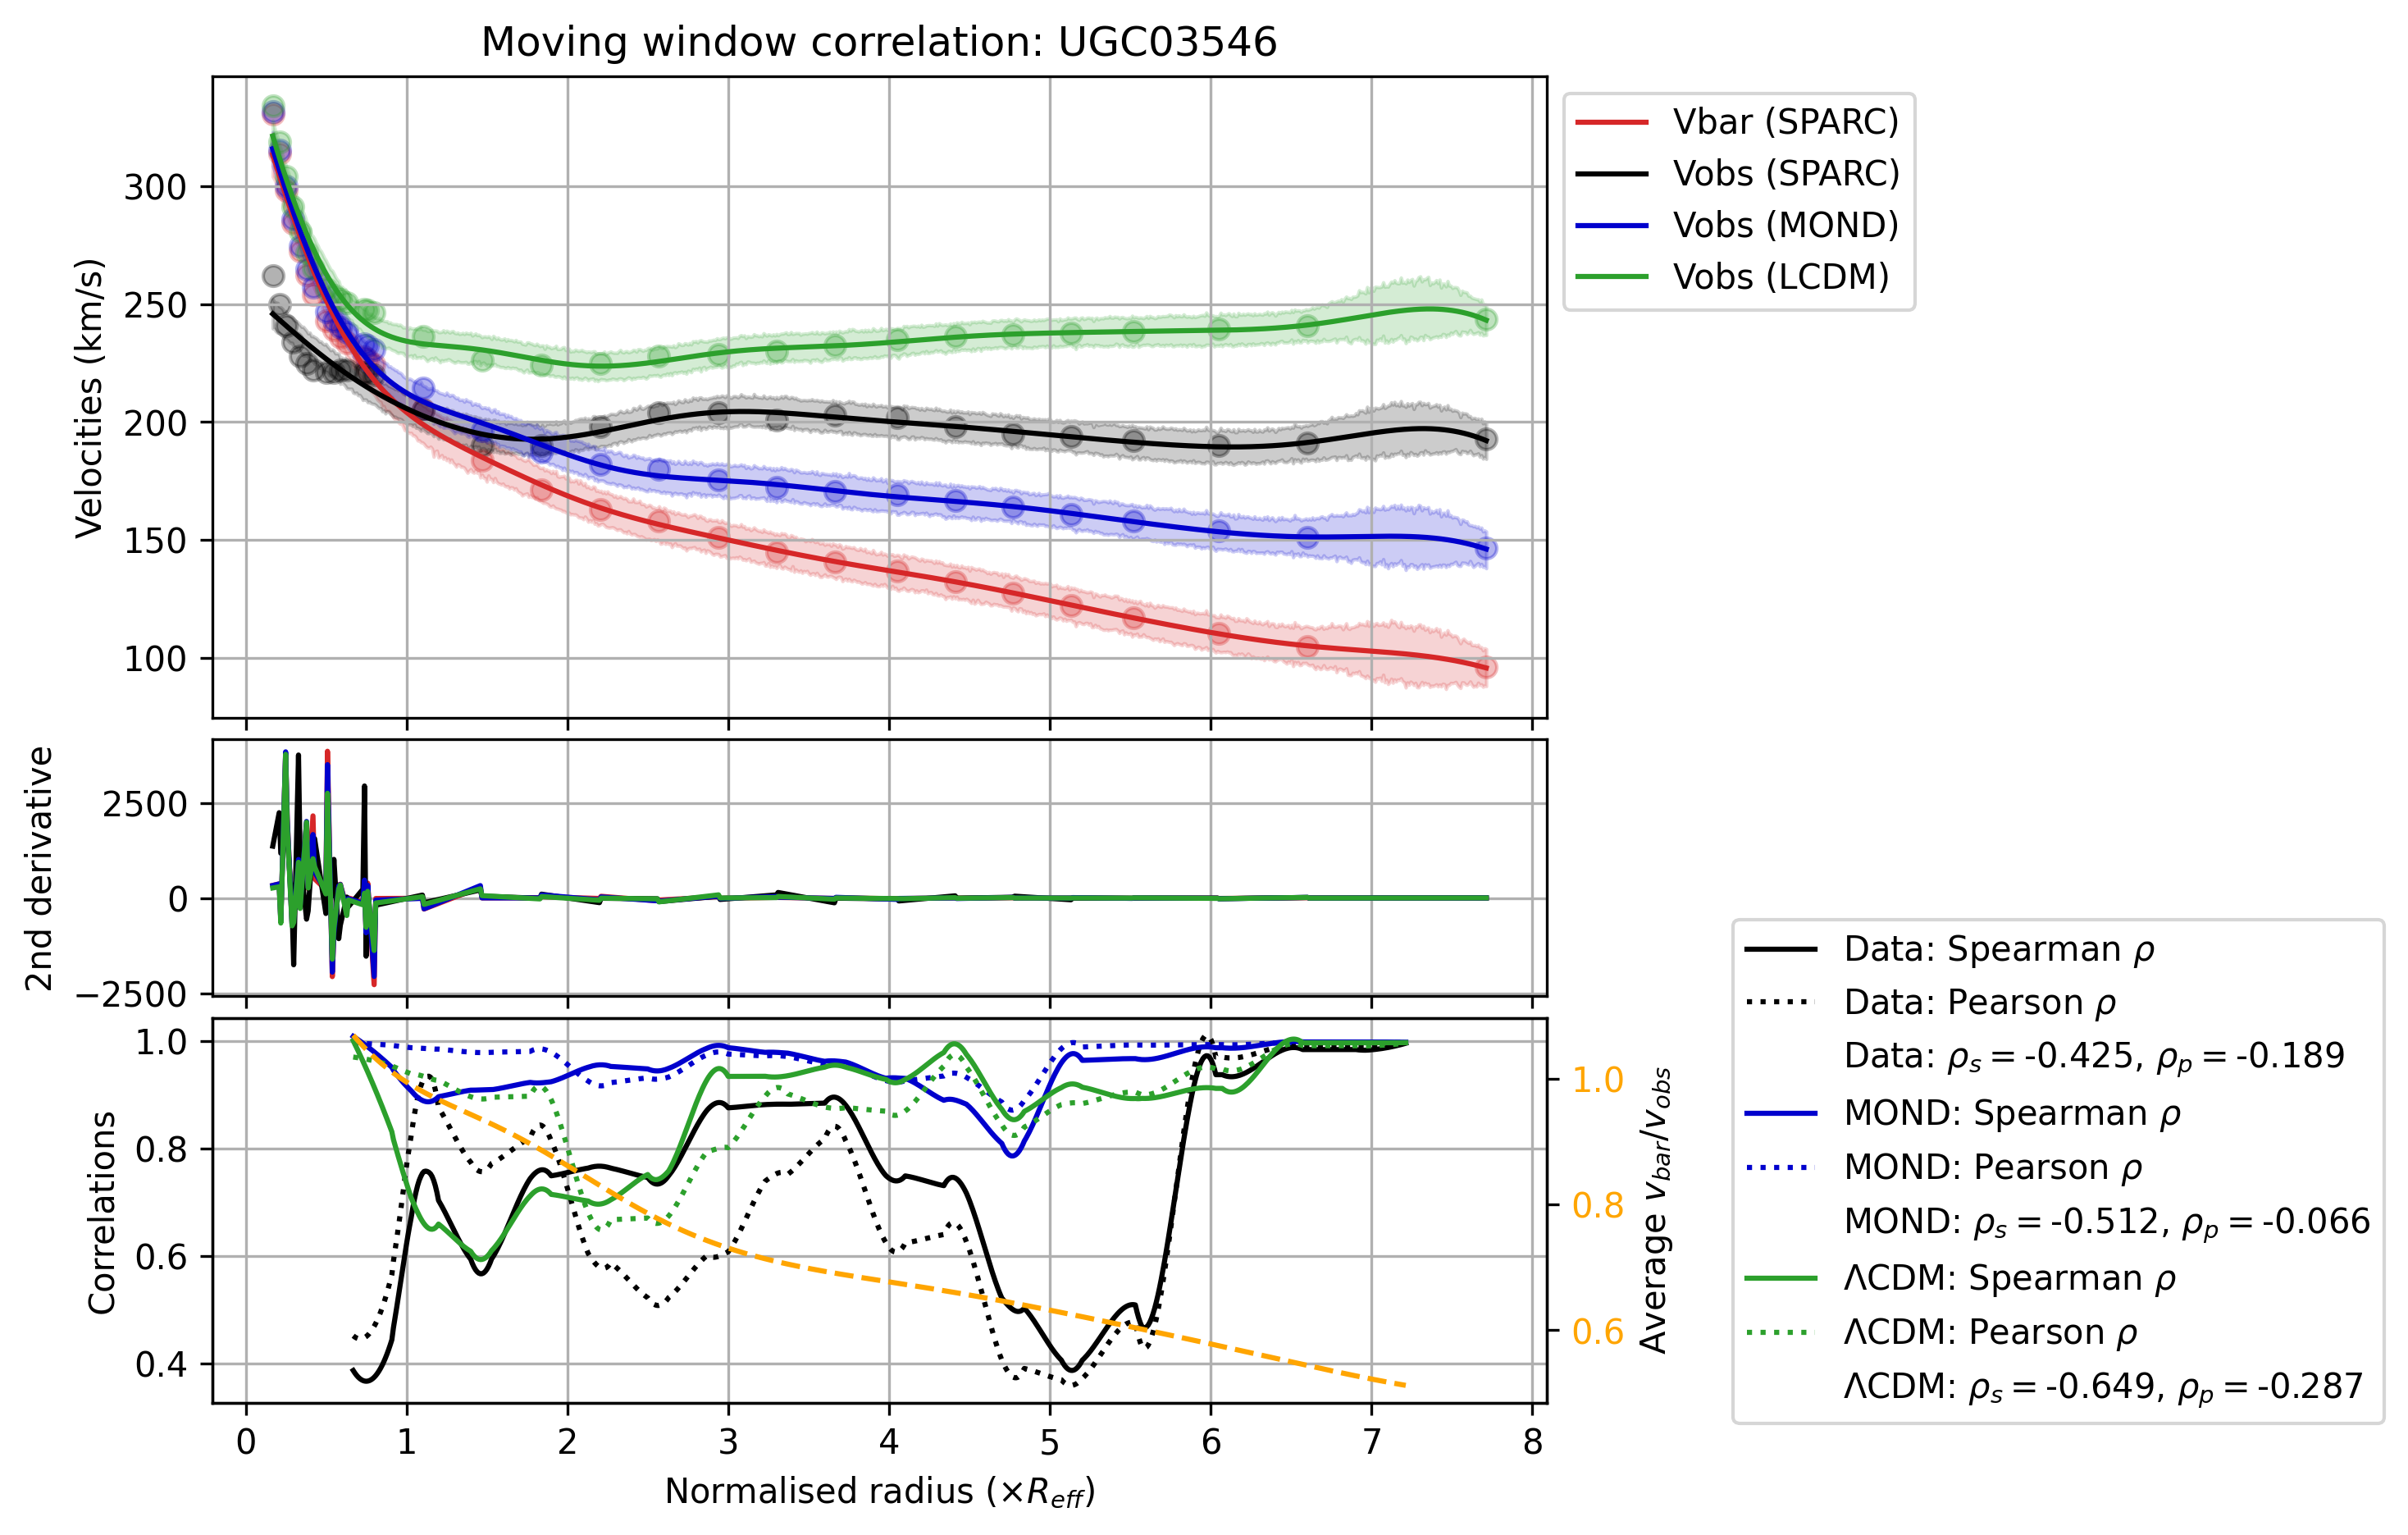 Moving window correlation: UGC03546
Velocities (km/s)
300
250
200
150
100
Vbar (SPARC)
Vobs (SPARC)
Vobs (MOND)
Vobs (LCDM)
2nd derivative
2500
0
−2500
Correlations
1.0
0.8
0.6
0.4
1.0
0.8
0.6
Average v_bar/v_obs
0 1 2 3 4 5 6 7 8
Normalised radius (×R_eff)
Data: Spearman ρ
Data: Pearson ρ
Data: ρ_s = -0.425, ρ_p = -0.189
MOND: Spearman ρ
MOND: Pearson ρ
MOND: ρ_s = -0.512, ρ_p = -0.066
ΛCDM: Spearman ρ
ΛCDM: Pearson ρ
ΛCDM: ρ_s = -0.649, ρ_p = -0.287